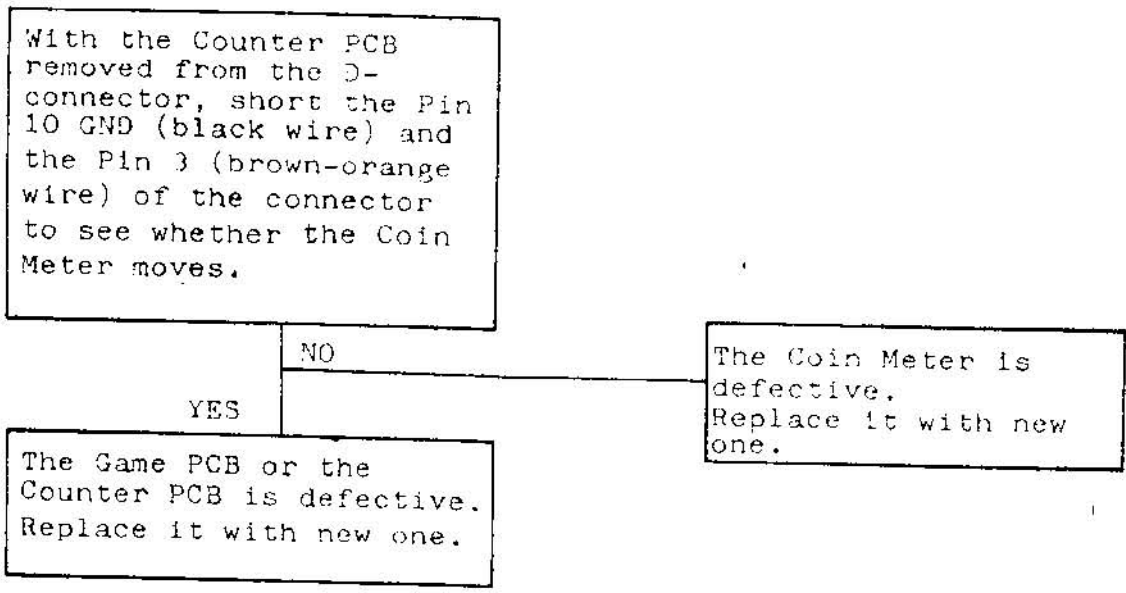 With the Counter PCB
removed from the D-
connector, short the Pin
10 GND (black wire) and
the Pin 3 (brown-orange
wire) of the connector
to see whether the Coin
Meter moves.
NO
The Coin Meter is
defective.
Replace it with new
one.
YES
The Game PCB or the
Counter PCB is defective.
Replace it with new one.